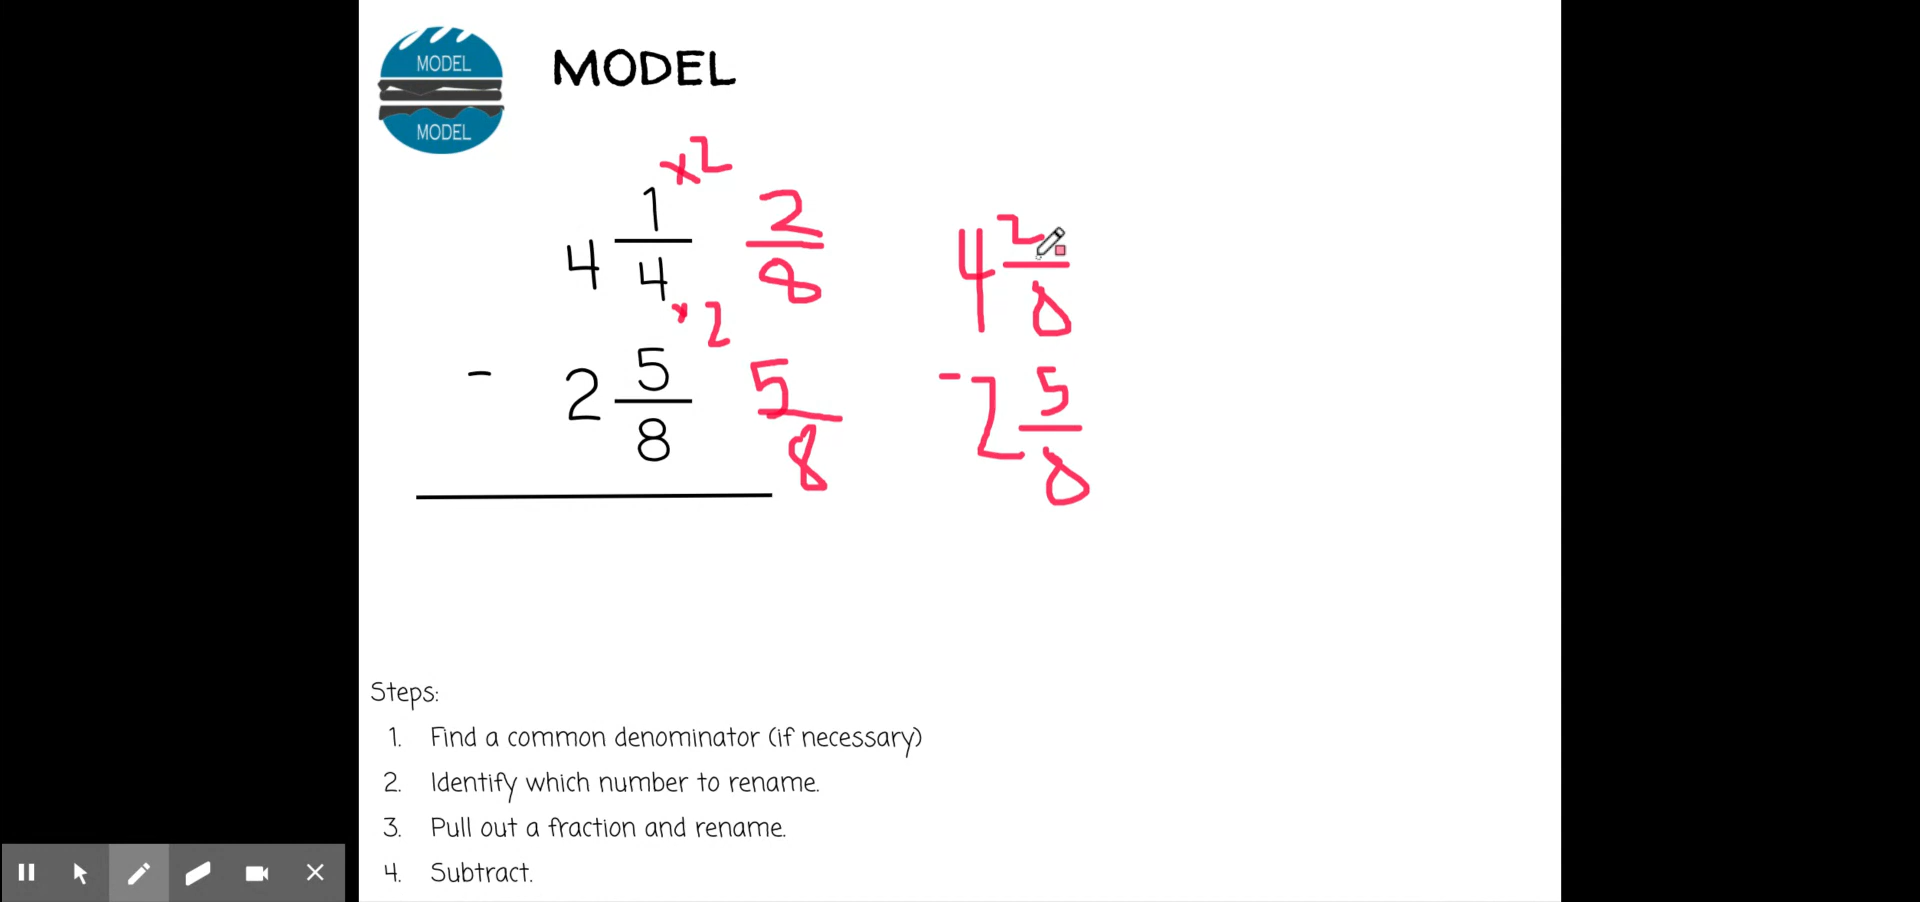 MODEL
MODEL
MODEL
x2
4 1/4 2/8
x2
- 2 5/8 5/8
4 2/8
- 2 5/8
Steps:
1. Find a common denominator (if necessary)
2. Identify which number to rename.
3. Pull out a fraction and rename.
4. Subtract.